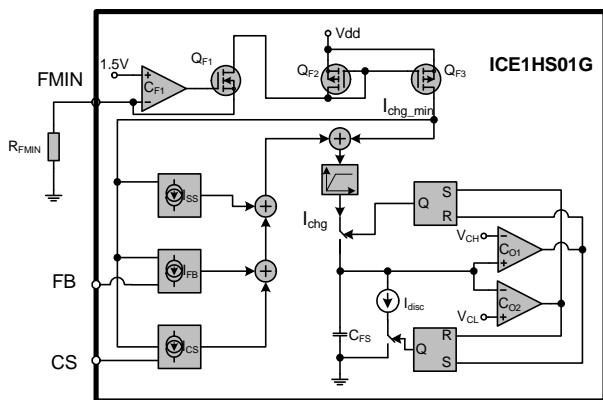 Vdd
ICE1HS01G
1.5V
QF1
QF2
QF3
FMIN
CF1
RFMIN
Ichg_min
ISS
Ichg
Q
S
R
VCH
CO1
IFB
FB
Idisc
CO2
VCL
CFS
ICS
CS
Q
R
S